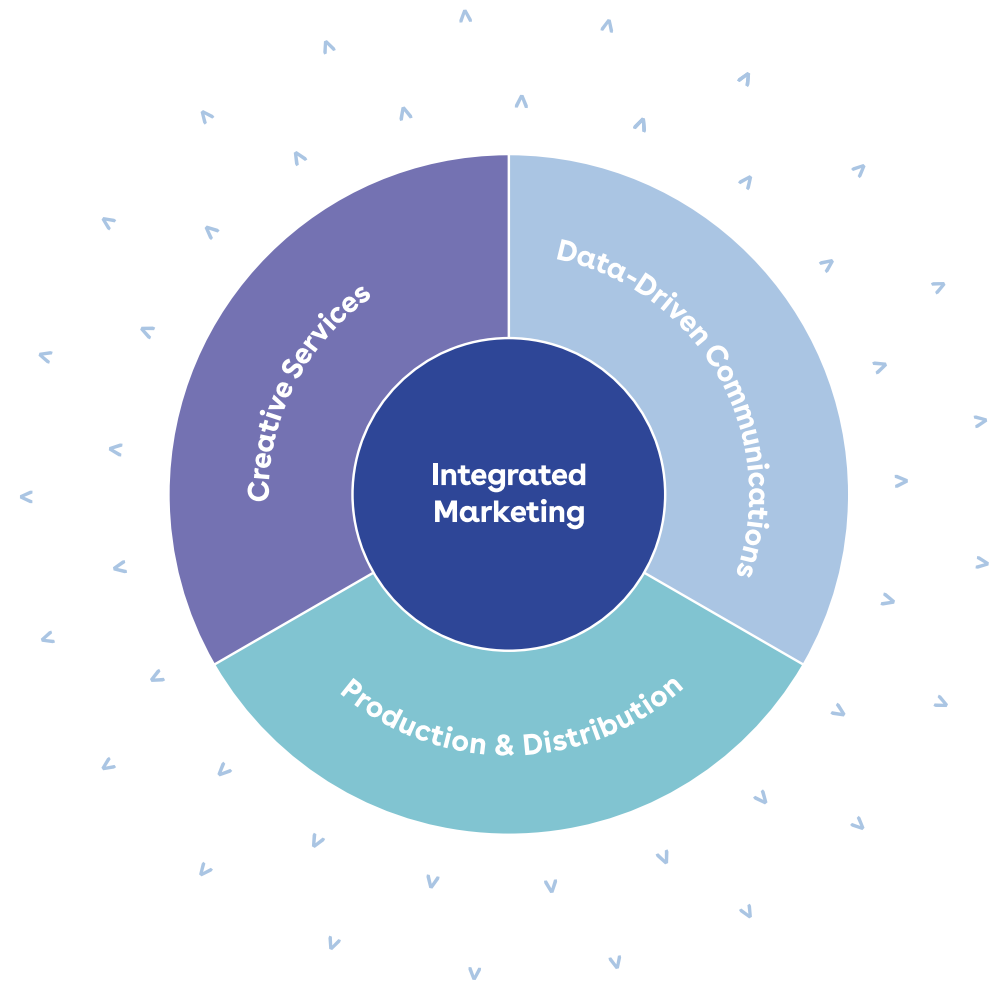 Creative Services
Data-Driven Communications
Integrated
Marketing
Production & Distribution